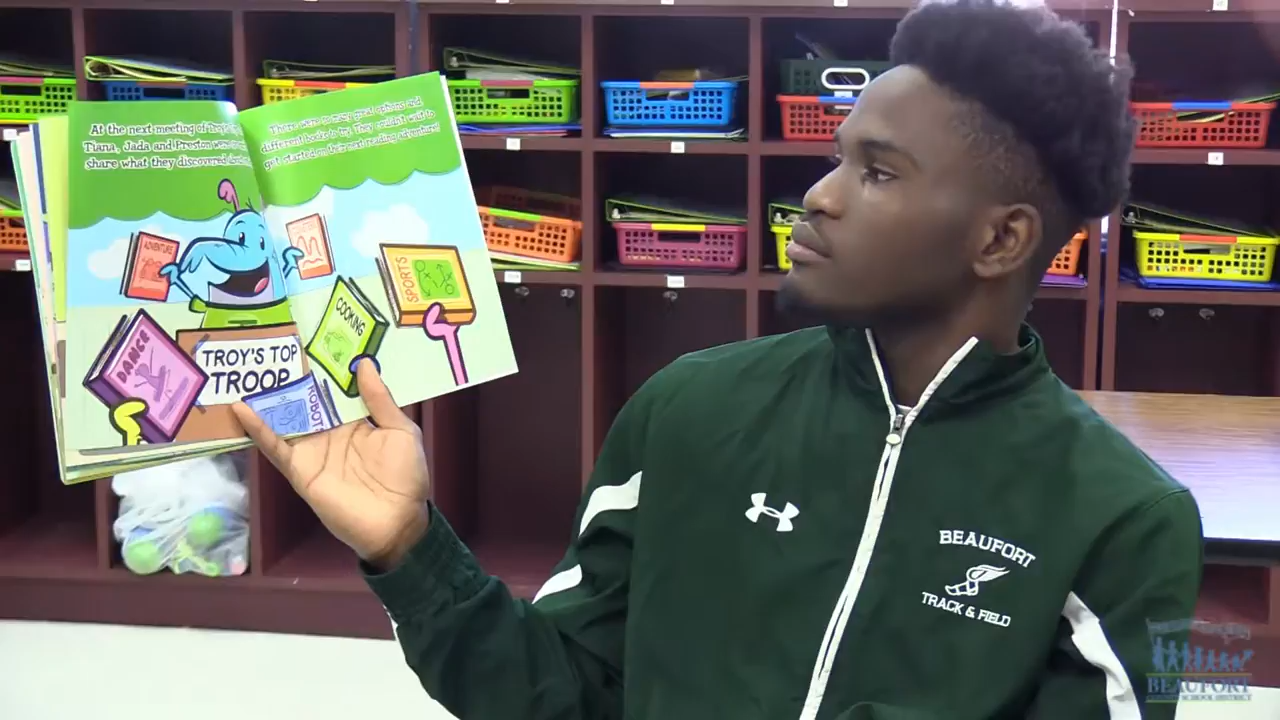 At the next meeting of
Tiana, Jada and Preston were
share what they discovered
There were so many great options and
different books to try. They couldn't wait to
get started on their next reading adventure!
ADVENTURE
SPORTS
COOKING
DANCE
TROY'S TOP
TROOP
BEAUFORT
TRACK & FIELD
BEAUFORT